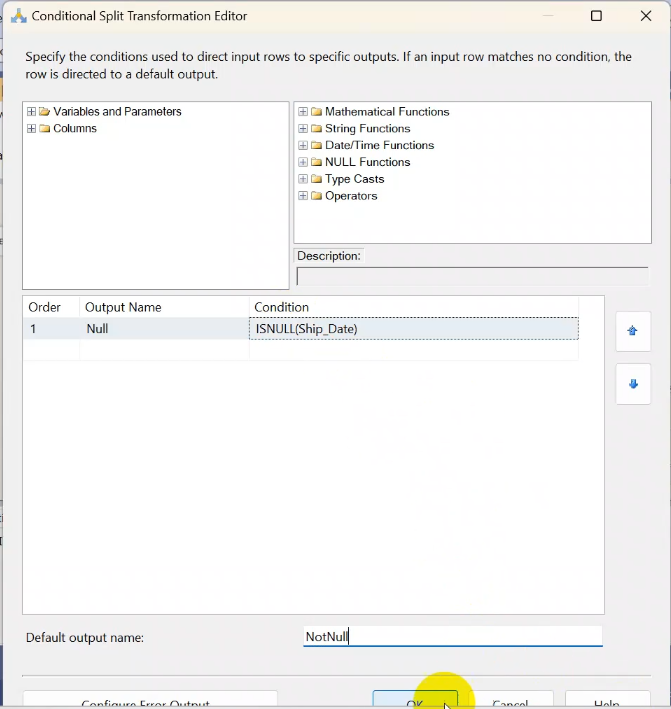 Conditional Split Transformation Editor
Specify the conditions used to direct input rows to specific outputs. If an input row matches no condition, the
row is directed to a default output.
Variables and Parameters
Columns
Mathematical Functions
String Functions
Date/Time Functions
NULL Functions
Type Casts
Operators
Description:
Order Output Name Condition
1 Null ISNULL(Ship_Date)
Default output name: NotNull
Configure Error Output... OK Cancel Help